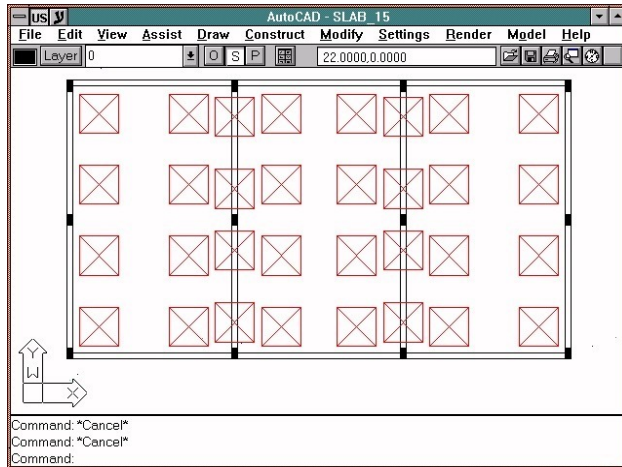 US y AutoCAD - SLAB_15
File Edit View Assist Draw Construct Modify Settings Render Model Help
Layer 0 O S P 22.0000,0.0000
Y
W
X
Command: *Cancel*
Command: *Cancel*
Command: